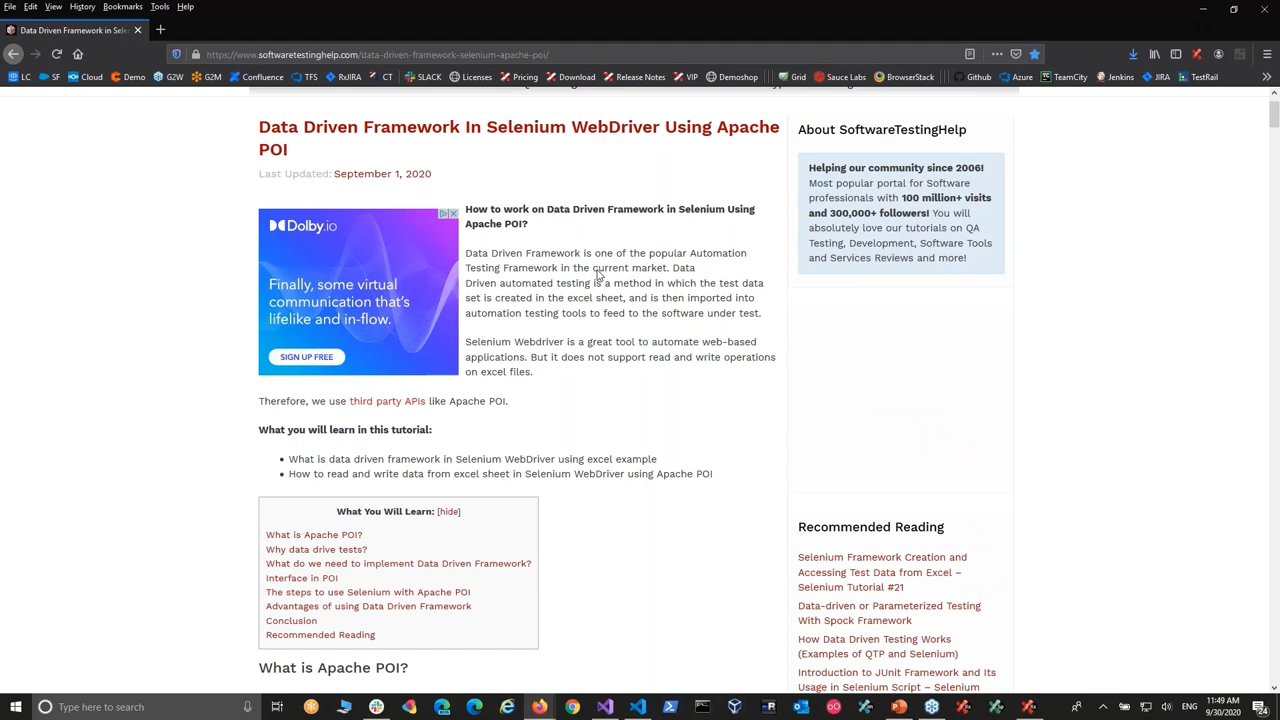 File Edit View History Bookmarks Tools Help
Data Driven Framework In Sele
https://www.softwaretestinghelp.com/data-driven-framework-selenium-apache-poi/
LC SF Cloud Demo G2W G2M Confluence TFS RxJIRA CT SLACK Licenses Pricing Download Release Notes VIP Demoshop Grid Sauce Labs BrowserStack Github Azure TeamCity Jenkins JIRA TestRail
Data Driven Framework In Selenium WebDriver Using Apache
POI
Last Updated: September 1, 2020
Dolby.io
Finally, some virtual
communication that's
lifelike and in-flow.
SIGN UP FREE
How to work on Data Driven Framework in Selenium Using
Apache POI?
Data Driven Framework is one of the popular Automation
Testing Framework in the current market. Data
Driven automated testing is a method in which the test data
set is created in the excel sheet, and is then imported into
automation testing tools to feed to the software under test.
Selenium Webdriver is a great tool to automate web-based
applications. But it does not support read and write operations
on excel files.
Therefore, we use third party APIs like Apache POI.
What you will learn in this tutorial:
• What is data driven framework in Selenium WebDriver using excel example
• How to read and write data from excel sheet in Selenium WebDriver using Apache POI
What You Will Learn: [hide]
What is Apache POI?
Why data drive tests?
What do we need to implement Data Driven Framework?
Interface in POI
The steps to use Selenium with Apache POI
Advantages of using Data Driven Framework
Conclusion
Recommended Reading
What is Apache POI?
About SoftwareTestingHelp
Helping our community since 2006!
Most popular portal for Software
professionals with 100 million+ visits
and 300,000+ followers! You will
absolutely love our tutorials on QA
Testing, Development, Software Tools
and Services Reviews and more!
Recommended Reading
Selenium Framework Creation and
Accessing Test Data from Excel –
Selenium Tutorial #21
Data-driven or Parameterized Testing
With Spock Framework
How Data Driven Testing Works
(Examples of QTP and Selenium)
Introduction to JUnit Framework and Its
Usage in Selenium Script – Selenium
Type here to search
11:49 AM
9/30/2020